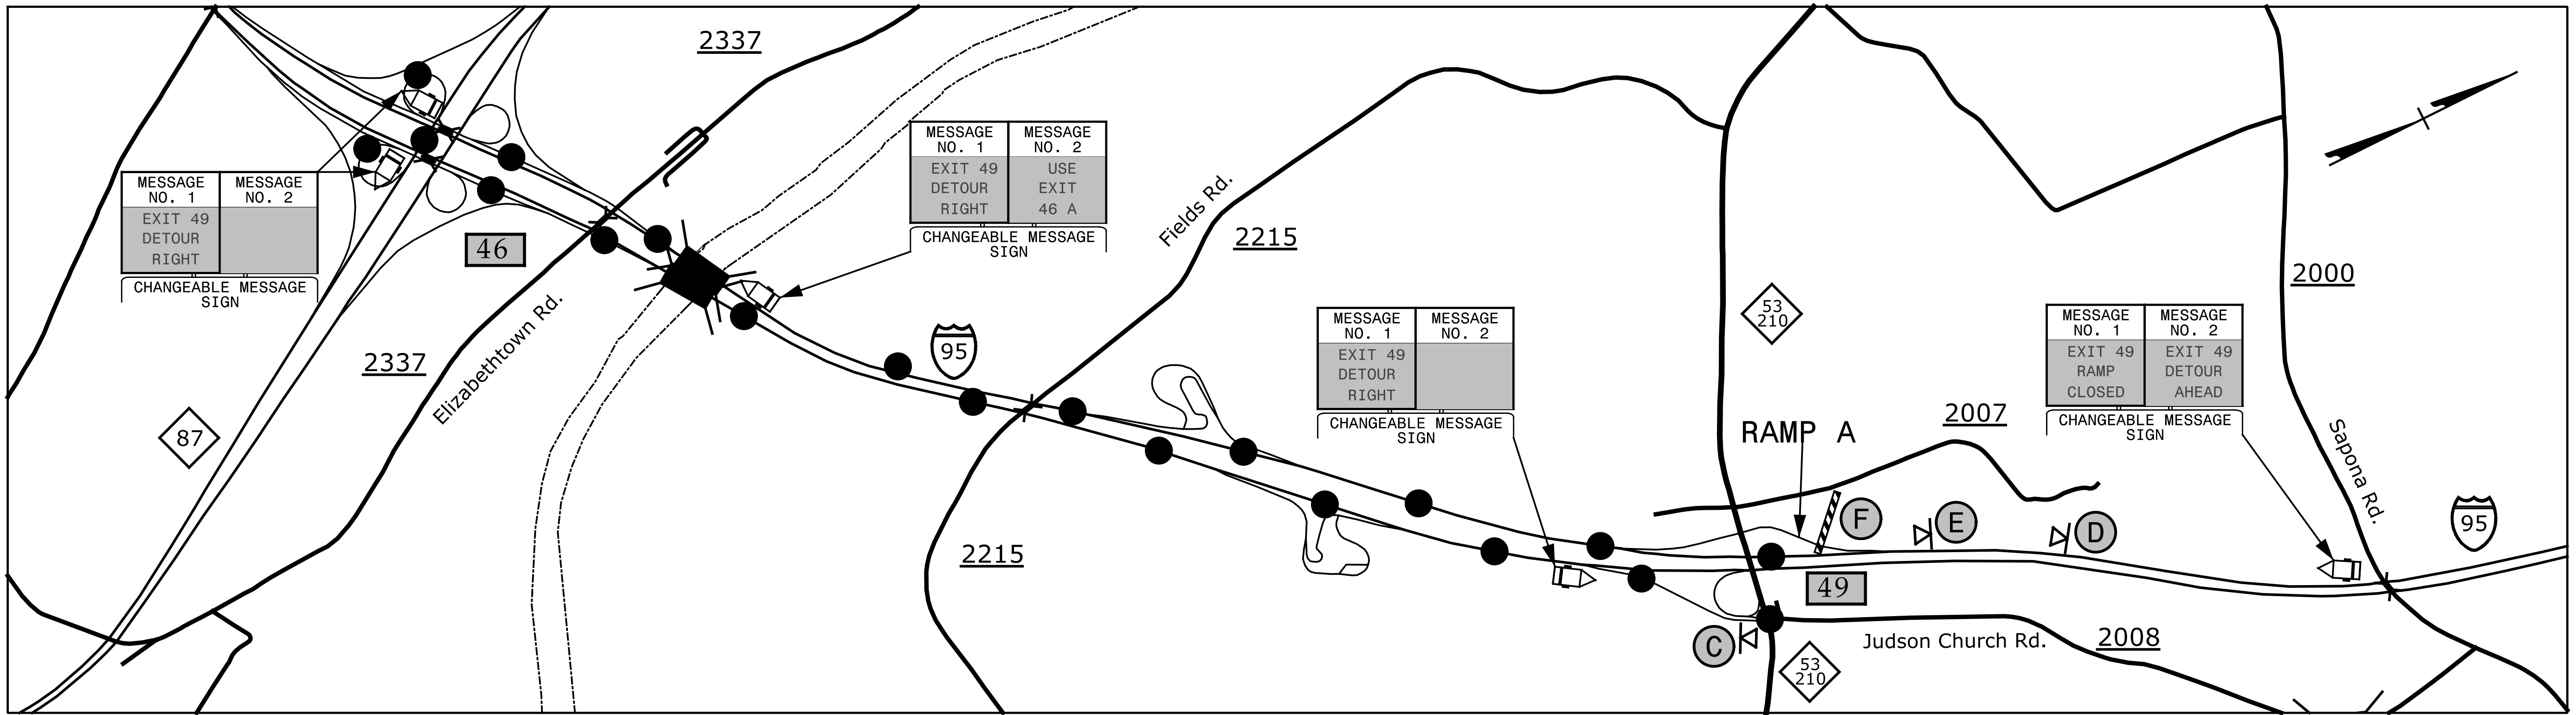 2337
MESSAGE NO. 1
MESSAGE NO. 2
EXIT 49
DETOUR
RIGHT
CHANGEABLE MESSAGE
SIGN
46
87
2337
Elizabethtown Rd.
MESSAGE NO. 1
MESSAGE NO. 2
EXIT 49
DETOUR
RIGHT
USE
EXIT
46 A
CHANGEABLE MESSAGE
SIGN
95
Fields Rd.
2215
2215
MESSAGE NO. 1
MESSAGE NO. 2
EXIT 49
DETOUR
RIGHT
CHANGEABLE MESSAGE
SIGN
53
210
RAMP A
2007
F
E
D
49
C
53
210
Judson Church Rd.
2008
MESSAGE NO. 1
MESSAGE NO. 2
EXIT 49
RAMP
CLOSED
EXIT 49
DETOUR
AHEAD
CHANGEABLE MESSAGE
SIGN
2000
Sapona Rd.
95